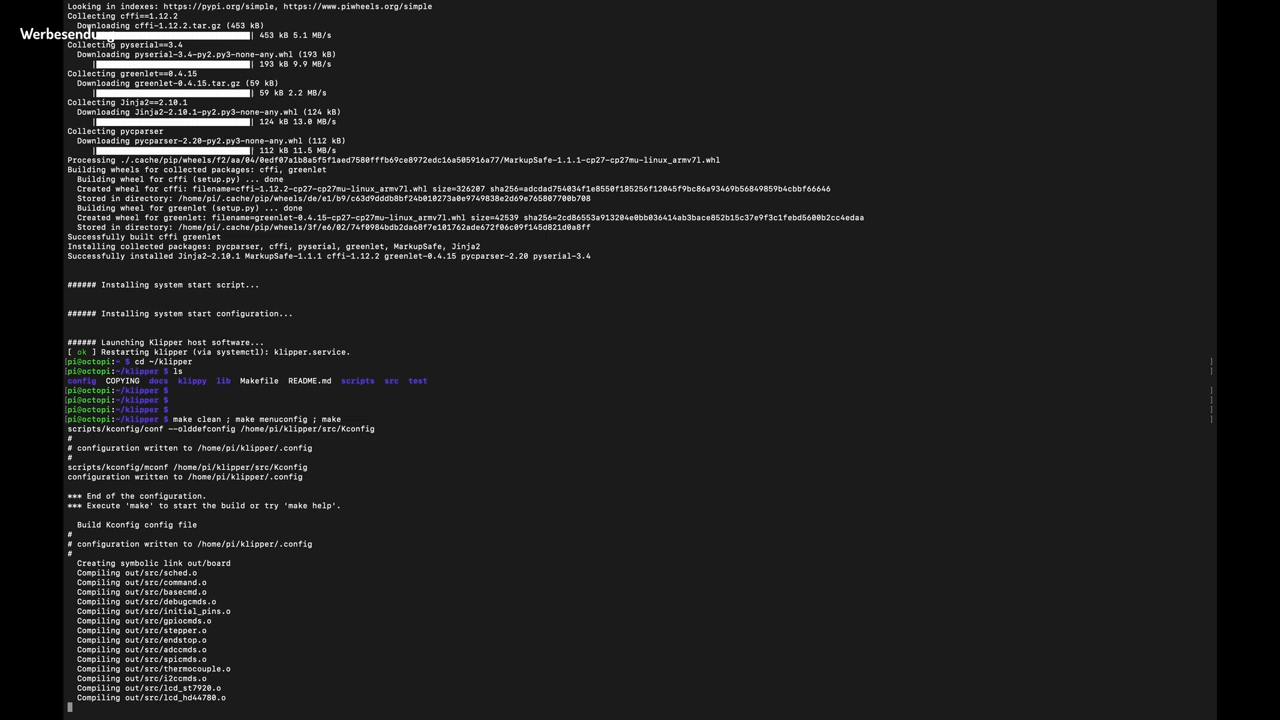 Looking in indexes: https://pypi.org/simple, https://www.piwheels.org/simple
Collecting cffi==1.12.2
Downloading cffi-1.12.2.tar.gz (453 kB)
Werbesendung
|████████████████████████████████| 453 kB 5.1 MB/s
Collecting pyserial==3.4
Downloading pyserial-3.4-py2.py3-none-any.whl (193 kB)
|████████████████████████████████| 193 kB 9.9 MB/s
Collecting greenlet==0.4.15
Downloading greenlet-0.4.15.tar.gz (59 kB)
|████████████████████████████████| 59 kB 2.2 MB/s
Collecting Jinja2==2.10.1
Downloading Jinja2-2.10.1-py2.py3-none-any.whl (124 kB)
|████████████████████████████████| 124 kB 13.0 MB/s
Collecting pycparser
Downloading pycparser-2.20-py2.py3-none-any.whl (112 kB)
|████████████████████████████████| 112 kB 11.5 MB/s
Processing ./.cache/pip/wheels/f2/aa/04/0edf07a1b8a5f5f1aed7580fffb69ce8972edc16a505916a77/MarkupSafe-1.1.1-cp27-cp27mu-linux_armv7l.whl
Building wheels for collected packages: cffi, greenlet
Building wheel for cffi (setup.py) ... done
Created wheel for cffi: filename=cffi-1.12.2-cp27-cp27mu-linux_armv7l.whl size=326207 sha256=adcdad754034f1e8550f185256f12045f9bc86a93469b56849859b4cbbf66646
Stored in directory: /home/pi/.cache/pip/wheels/de/e1/b9/c63d9dddb8bf24b010273a0e9749838e2d69e765807700b708
Building wheel for greenlet (setup.py) ... done
Created wheel for greenlet: filename=greenlet-0.4.15-cp27-cp27mu-linux_armv7l.whl size=42539 sha256=2cd86553a913204e0bb036414ab3bace852b15c37e9f3c1febd5600b2cc4edaa
Stored in directory: /home/pi/.cache/pip/wheels/3f/e6/02/74f0984bdb2da68f7e101762ade672f06c09f145d821d0a8ff
Successfully built cffi greenlet
Installing collected packages: pycparser, cffi, pyserial, greenlet, MarkupSafe, Jinja2
Successfully installed Jinja2-2.10.1 MarkupSafe-1.1.1 cffi-1.12.2 greenlet-0.4.15 pycparser-2.20 pyserial-3.4
###### Installing system start script...
###### Installing system start configuration...
###### Launching Klipper host software...
[ ok ] Restarting klipper (via systemctl): klipper.service.
[pi@octopi:~ $ cd ~/klipper ]
[pi@octopi:~/klipper $ ls ]
config COPYING docs klippy lib Makefile README.md scripts src test
[pi@octopi:~/klipper $ ]
[pi@octopi:~/klipper $ ]
[pi@octopi:~/klipper $ ]
[pi@octopi:~/klipper $ make clean ; make menuconfig ; make ]
scripts/kconfig/conf --olddefconfig /home/pi/klipper/src/Kconfig
#
# configuration written to /home/pi/klipper/.config
#
scripts/kconfig/mconf /home/pi/klipper/src/Kconfig
configuration written to /home/pi/klipper/.config
*** End of the configuration.
*** Execute 'make' to start the build or try 'make help'.
Build Kconfig config file
#
# configuration written to /home/pi/klipper/.config
#
Creating symbolic link out/board
Compiling out/src/sched.o
Compiling out/src/command.o
Compiling out/src/basecmd.o
Compiling out/src/debugcmds.o
Compiling out/src/initial_pins.o
Compiling out/src/gpiocmds.o
Compiling out/src/stepper.o
Compiling out/src/endstop.o
Compiling out/src/adccmds.o
Compiling out/src/spicmds.o
Compiling out/src/thermocouple.o
Compiling out/src/i2ccmds.o
Compiling out/src/lcd_st7920.o
Compiling out/src/lcd_hd44780.o